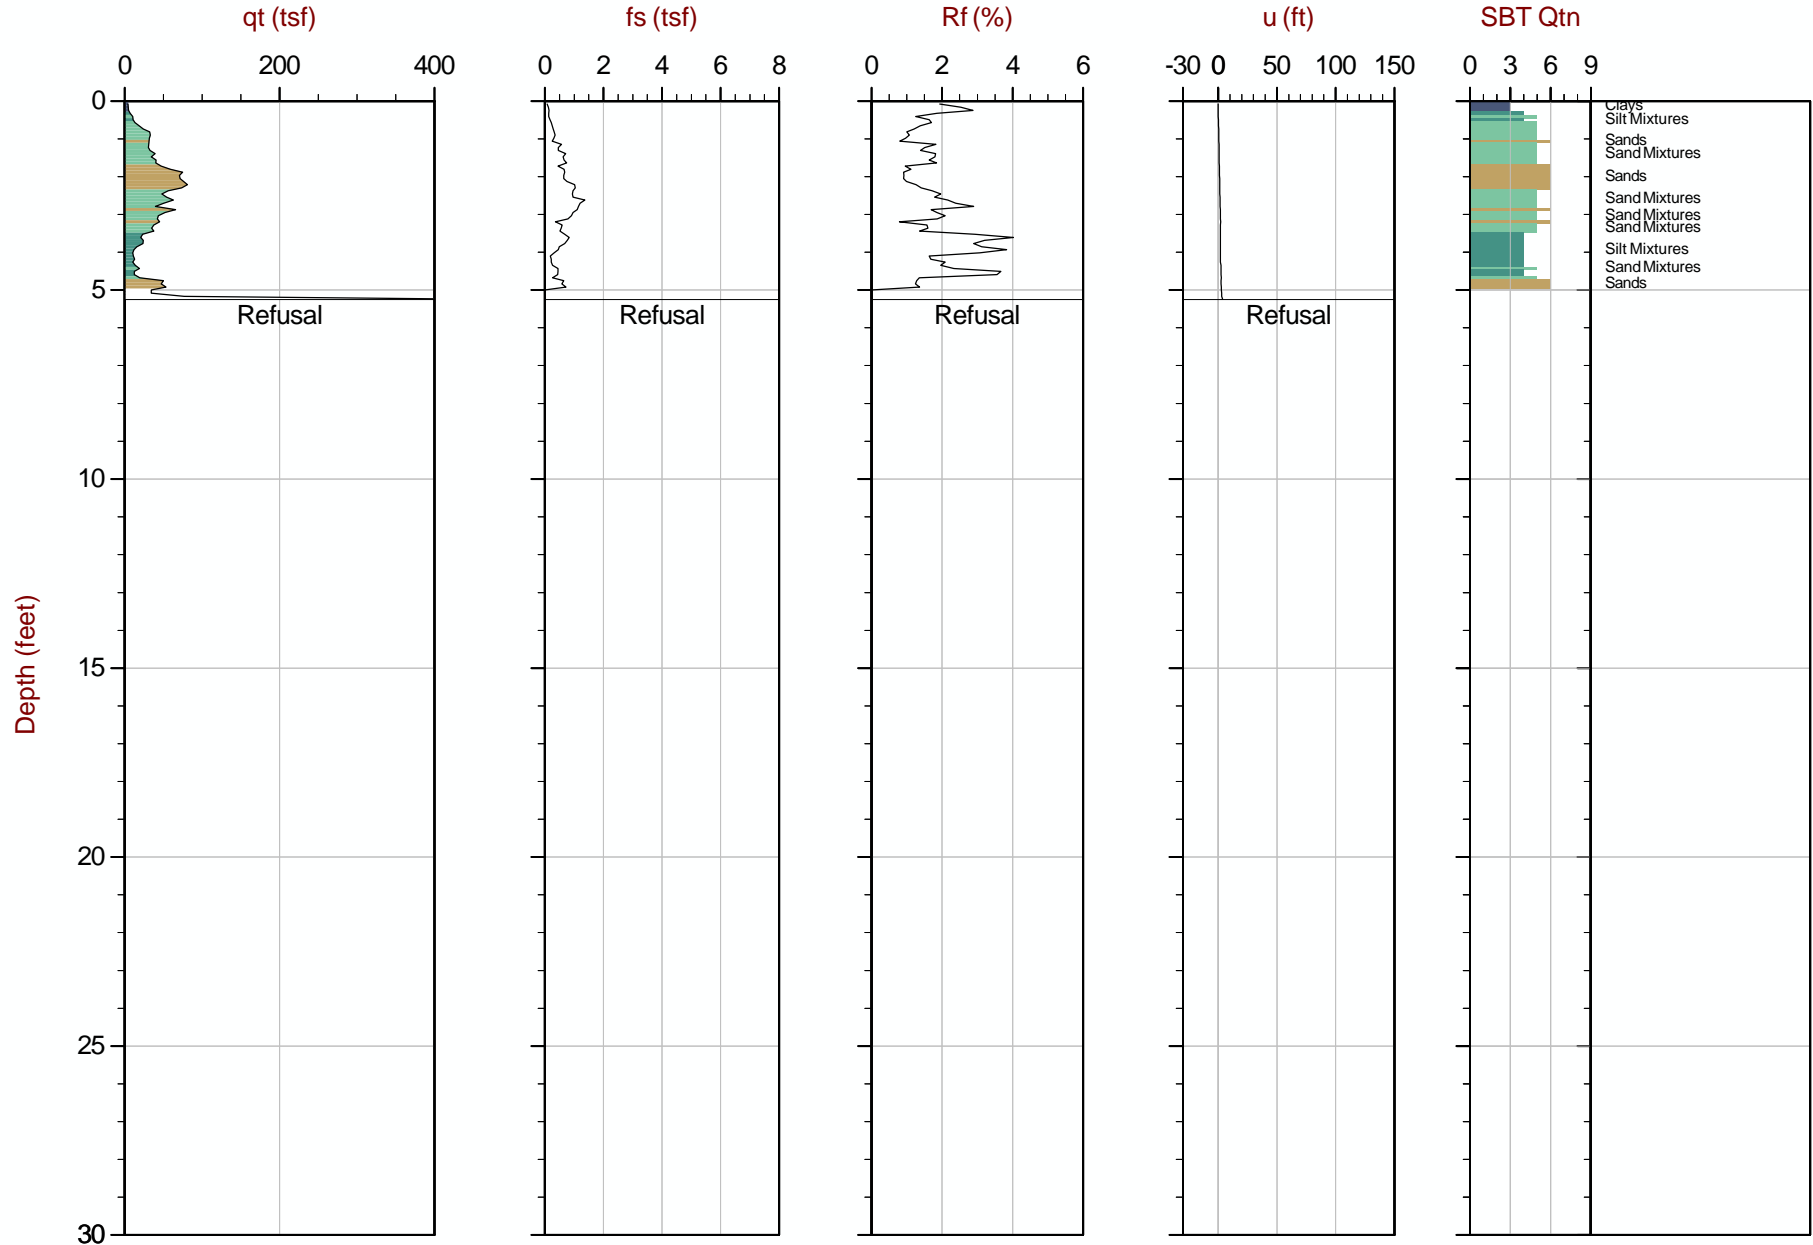 qt (tsf) fs (tsf) Rf (%) u (ft) SBT Qtn
0 200 400 0 2 4 6 8 0 2 4 6 -30 0 50 100 150 0 3 6 9
0
Clays
Silt Mixtures
Sands
Sand Mixtures
Sands
Sand Mixtures
Sand Mixtures
Sand Mixtures
Silt Mixtures
Sand Mixtures
Sands
5
Refusal Refusal Refusal Refusal
10
15
Depth (feet)
20
25
30